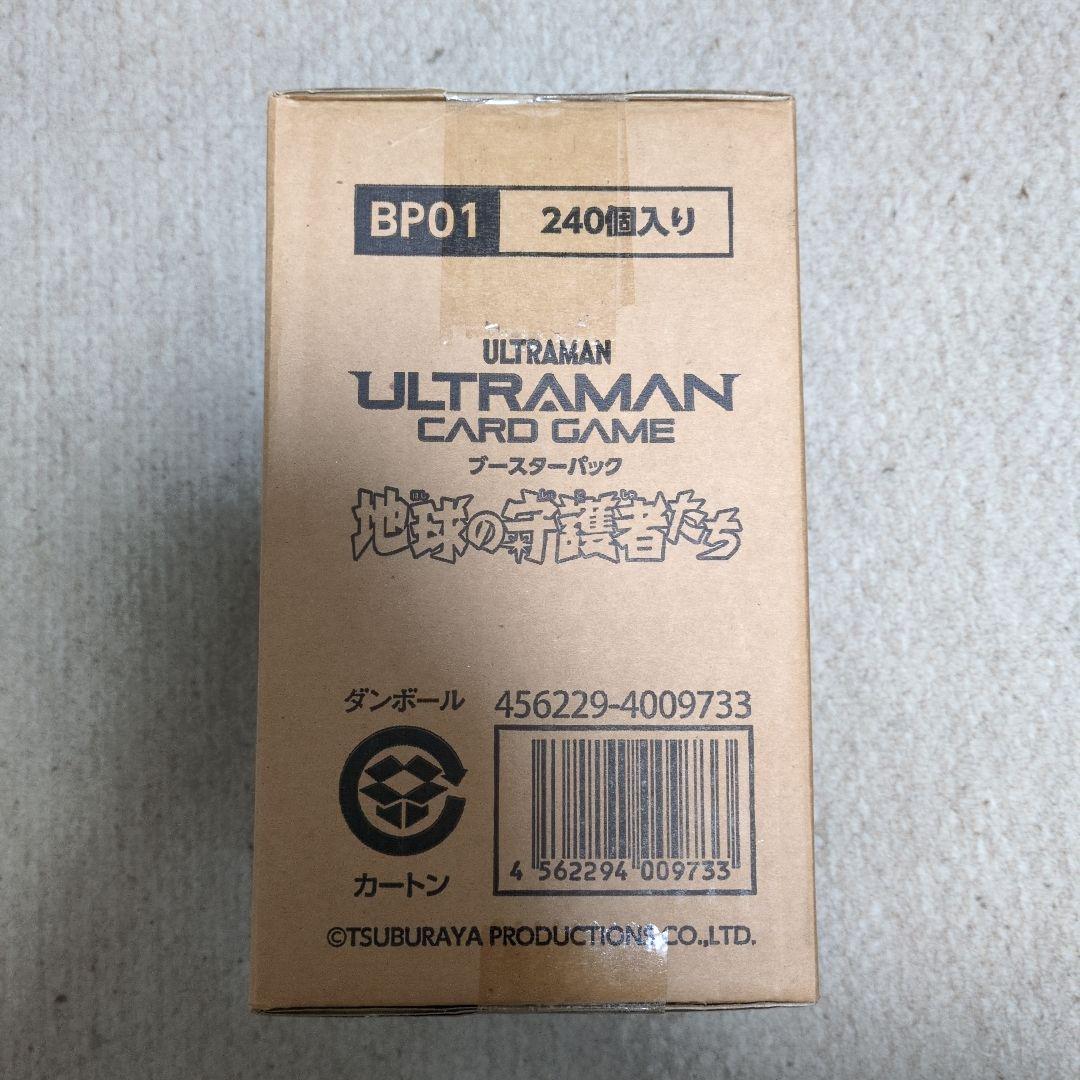 BP01 240個入り
ULTRAMAN
ULTRAMAN
CARD GAME
ブースターパック
地球の守護者たち
ダンボール 456229-4009733
4 562294 009733
カートン
©TSUBURAYA PRODUCTIONS CO.,LTD.